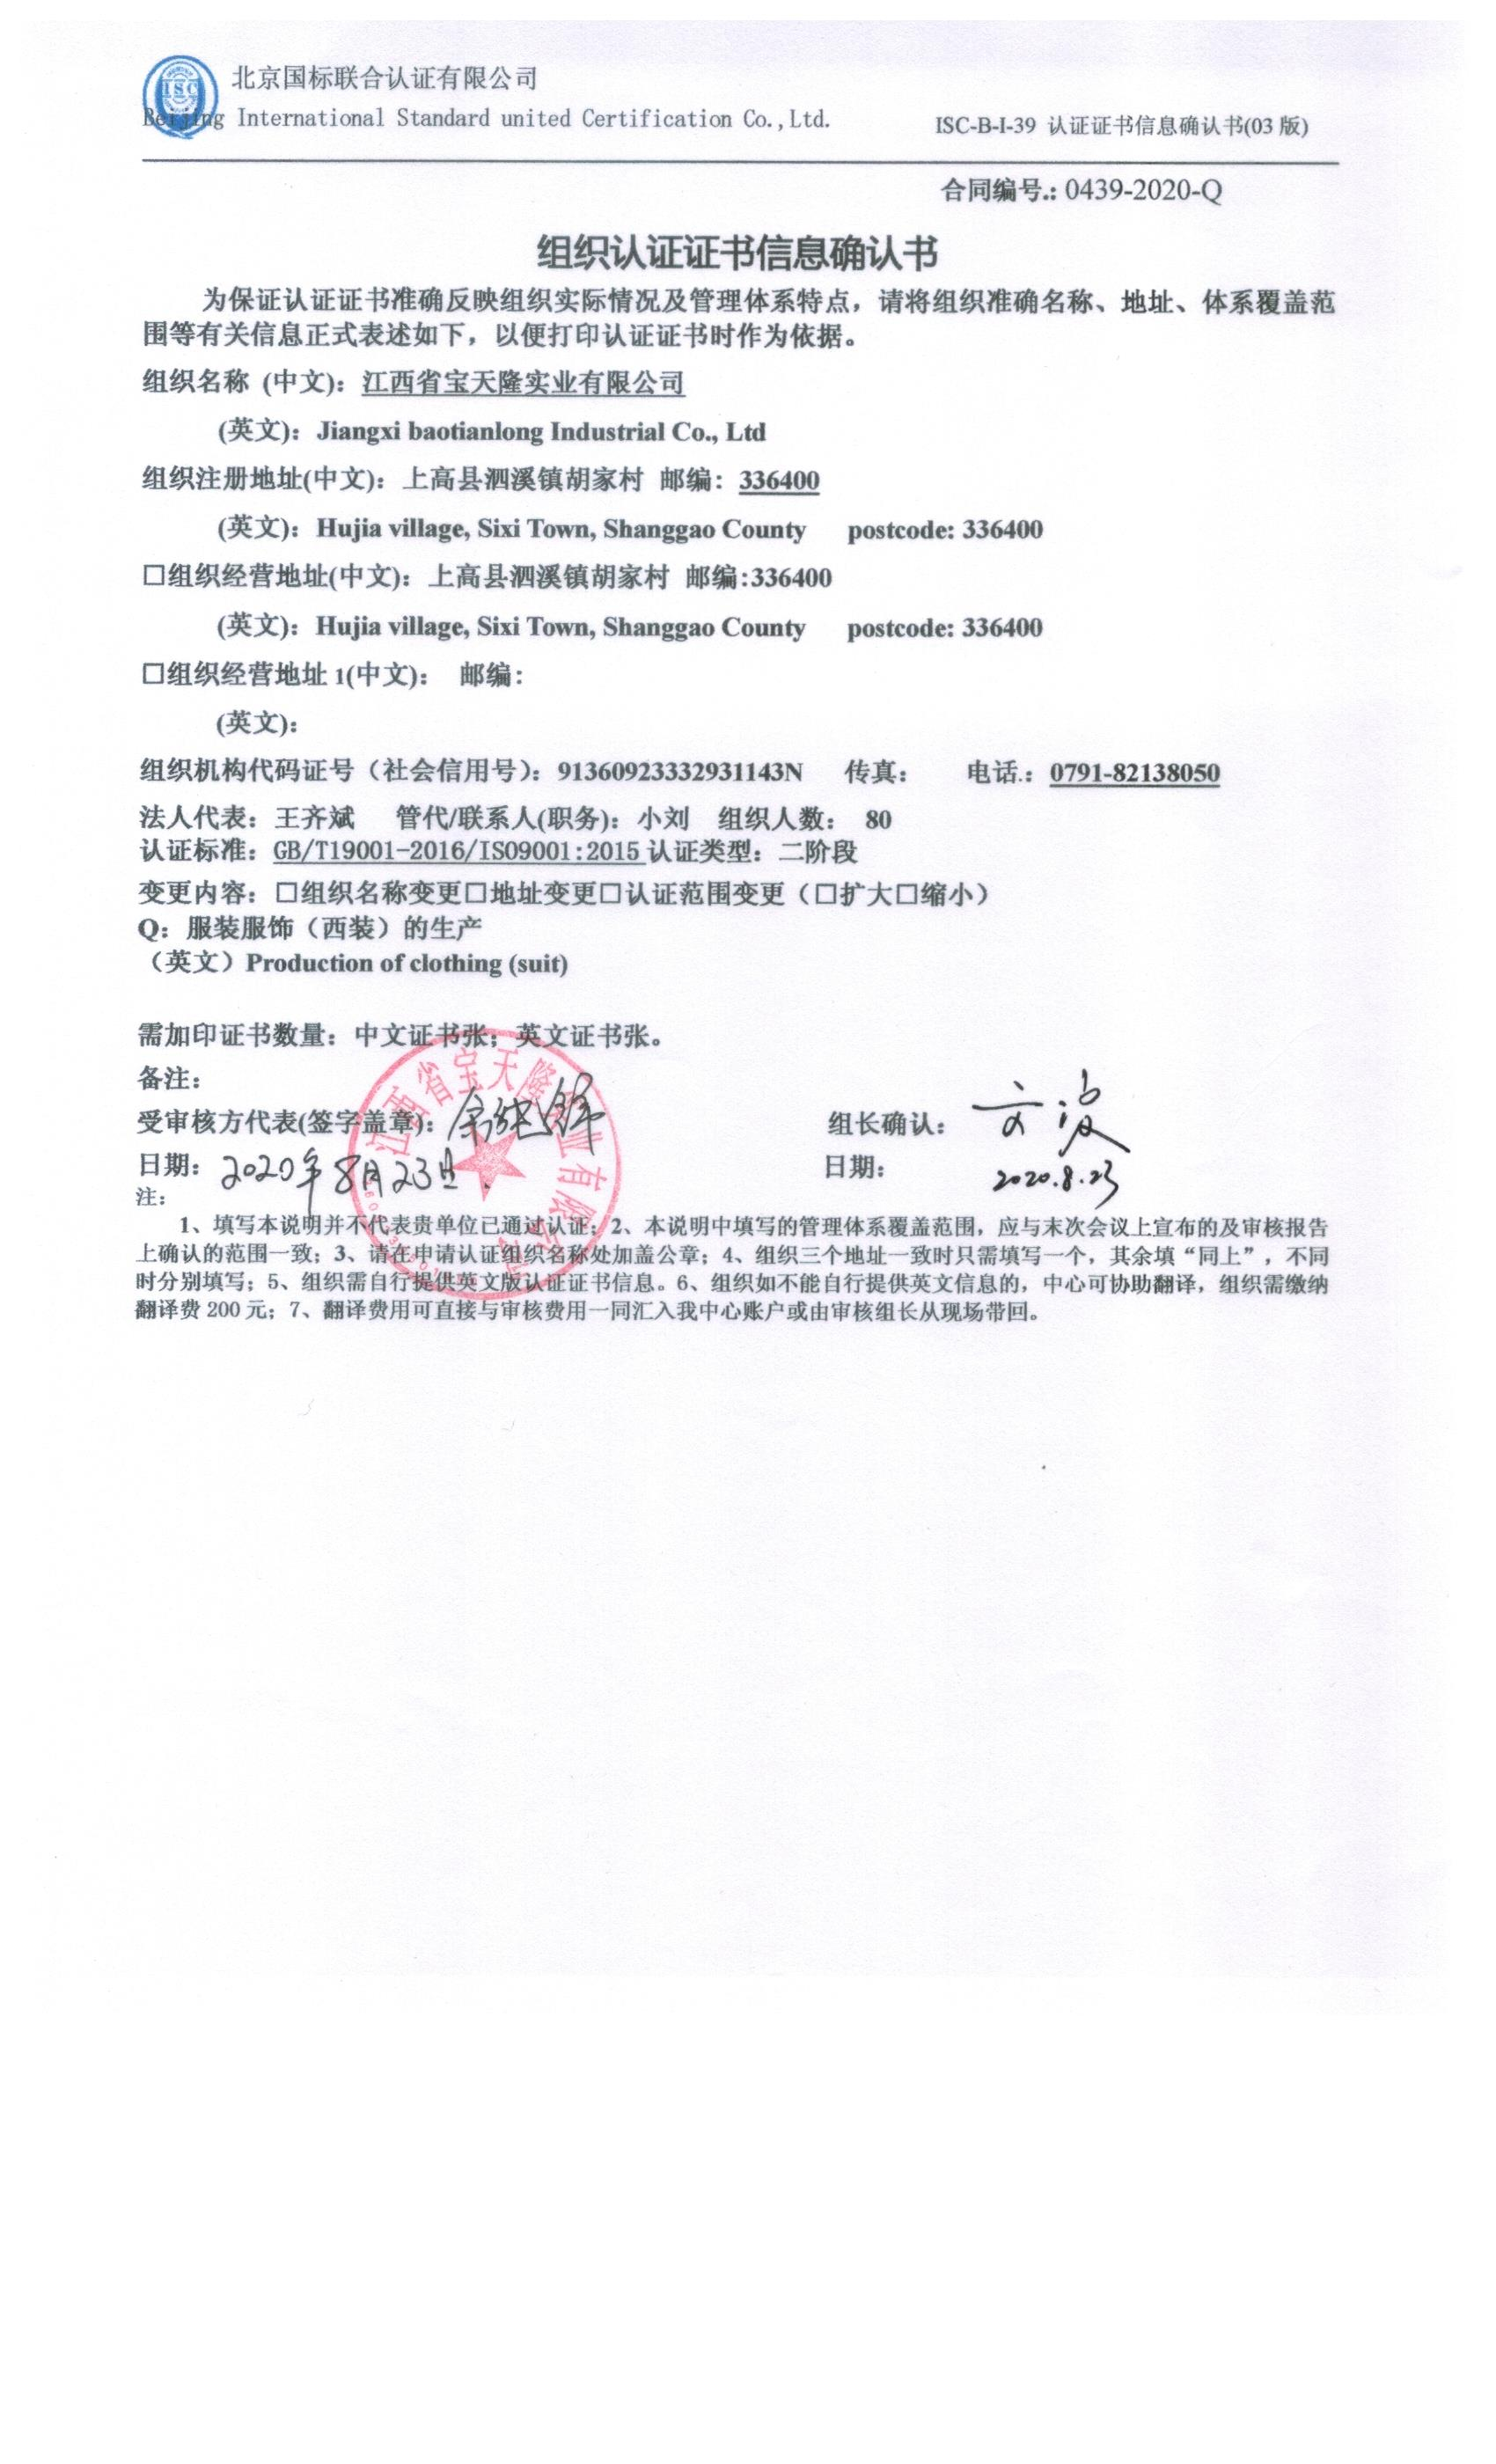 ISC
北京国标联合认证有限公司
Beijing International Standard united Certification Co.,Ltd.
ISC-B-I-39 认证证书信息确认书(03 版)
合同编号.: 0439-2020-Q
组织认证证书信息确认书
为保证认证证书准确反映组织实际情况及管理体系特点，请将组织准确名称、地址、体系覆盖范
围等有关信息正式表述如下，以便打印认证证书时作为依据。
组织名称 (中文)：江西省宝天隆实业有限公司
(英文)：Jiangxi baotianlong Industrial Co., Ltd
组织注册地址(中文)：上高县泗溪镇胡家村 邮编：336400
(英文)：Hujia village, Sixi Town, Shanggao County postcode: 336400
□组织经营地址(中文)：上高县泗溪镇胡家村 邮编:336400
(英文)：Hujia village, Sixi Town, Shanggao County postcode: 336400
□组织经营地址 1(中文)： 邮编：
(英文)：
组织机构代码证号（社会信用号）：91360923332931143N 传真： 电话.：0791-82138050
法人代表：王齐斌 管代/联系人(职务)：小刘 组织人数： 80
认证标准：GB/T19001-2016/ISO9001:2015 认证类型：二阶段
变更内容：□组织名称变更□地址变更□认证范围变更（□扩大□缩小）
Q：服装服饰（西装）的生产
（英文）Production of clothing (suit)
需加印证书数量：中文证书张；英文证书张。
备注：
受审核方代表(签字盖章)：
组长确认：
日期：2020年8月23日
日期：2020.8.23
江西省宝天隆实业有限公司
注：
1、填写本说明并不代表贵单位已通过认证；2、本说明中填写的管理体系覆盖范围，应与末次会议上宣布的及审核报告
上确认的范围一致；3、请在申请认证组织名称处加盖公章；4、组织三个地址一致时只需填写一个，其余填“同上”，不同
时分别填写；5、组织需自行提供英文版认证证书信息。6、组织如不能自行提供英文信息的，中心可协助翻译，组织需缴纳
翻译费 200 元；7、翻译费用可直接与审核费用一同汇入我中心账户或由审核组长从现场带回。